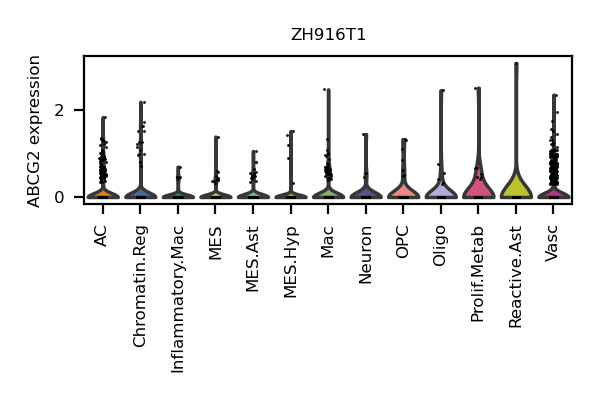 ZH916T1
ABCG2 expression
2
0
AC
Chromatin.Reg
Inflammatory.Mac
MES
MES.Ast
MES.Hyp
Mac
Neuron
OPC
Oligo
Prolif.Metab
Reactive.Ast
Vasc